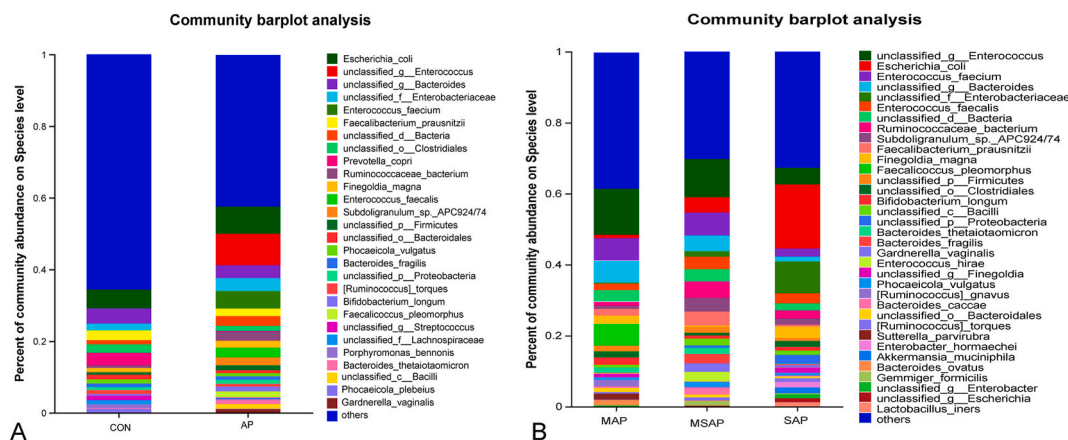 Community barplot analysis
Percent of community abundance on Species level
1
0.8
0.6
0.4
0.2
0
CON
AP
Escherichia_coli
unclassified_g__Enterococcus
unclassified_g__Bacteroides
unclassified_f__Enterobacteriaceae
Enterococcus_faecium
Faecalibacterium_prausnitzii
unclassified_d__Bacteria
unclassified_o__Clostridiales
Prevotella_copri
Ruminococcaceae_bacterium
Finegoldia_magna
Enterococcus_faecalis
Subdoligranulum_sp._APC924/74
unclassified_p__Firmicutes
unclassified_o__Bacteroidales
Phocaeicola_vulgatus
Bacteroides_fragilis
unclassified_p__Proteobacteria
[Ruminococcus]_torques
Bifidobacterium_longum
Faecalicoccus_pleomorphus
unclassified_g__Streptococcus
unclassified_f__Lachnospiraceae
Porphyromonas_bennonis
Bacteroides_thetaiotaomicron
unclassified_c__Bacilli
Phocaeicola_plebeius
Gardnerella_vaginalis
others
A
Community barplot analysis
Percent of community abundance on Species level
1
0.8
0.6
0.4
0.2
0
MAP
MSAP
SAP
unclassified_g__Enterococcus
Escherichia_coli
Enterococcus_faecium
unclassified_g__Bacteroides
unclassified_f__Enterobacteriaceae
Enterococcus_faecalis
unclassified_d__Bacteria
Ruminococcaceae_bacterium
Subdoligranulum_sp._APC924/74
Faecalibacterium_prausnitzii
Finegoldia_magna
Faecalicoccus_pleomorphus
unclassified_p__Firmicutes
unclassified_o__Clostridiales
Bifidobacterium_longum
unclassified_c__Bacilli
unclassified_p__Proteobacteria
Bacteroides_thetaiotaomicron
Bacteroides_fragilis
Gardnerella_vaginalis
Enterococcus_hirae
unclassified_g__Finegoldia
Phocaeicola_vulgatus
[Ruminococcus]_gnavus
Bacteroides_caccae
unclassified_o__Bacteroidales
[Ruminococcus]_torques
Sutterella_parvirubra
Enterobacter_hormaechei
Akkermansia_muciniphila
Bacteroides_ovatus
Gemmiger_formicilis
unclassified_g__Enterobacter
unclassified_g__Escherichia
Lactobacillus_iners
others
B